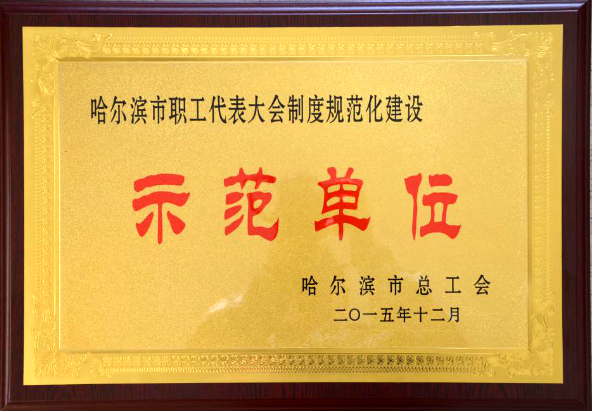 哈尔滨市职工代表大会制度规范化建设
示范单位
哈尔滨市总工会
二〇一五年十二月